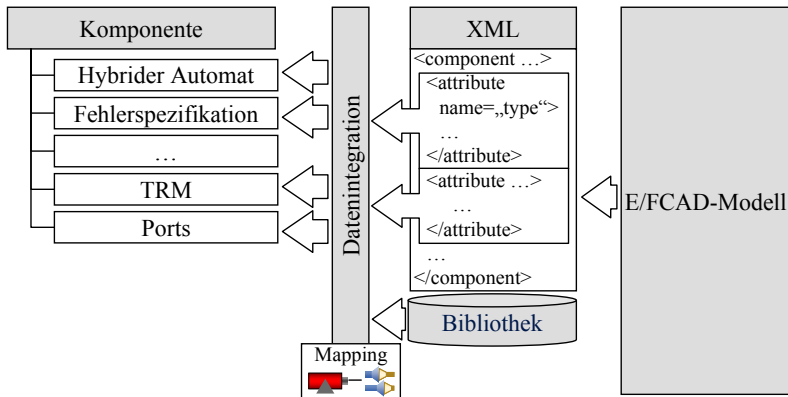 Komponente
Hybrider Automat
Fehlerspezifikation
…
TRM
Ports
Datenintegration
Mapping
XML
<component …>
<attribute
name=„type“>
…
</attribute>
<attribute …>
…
</attribute>
…
</component>
Bibliothek
E/FCAD-Modell